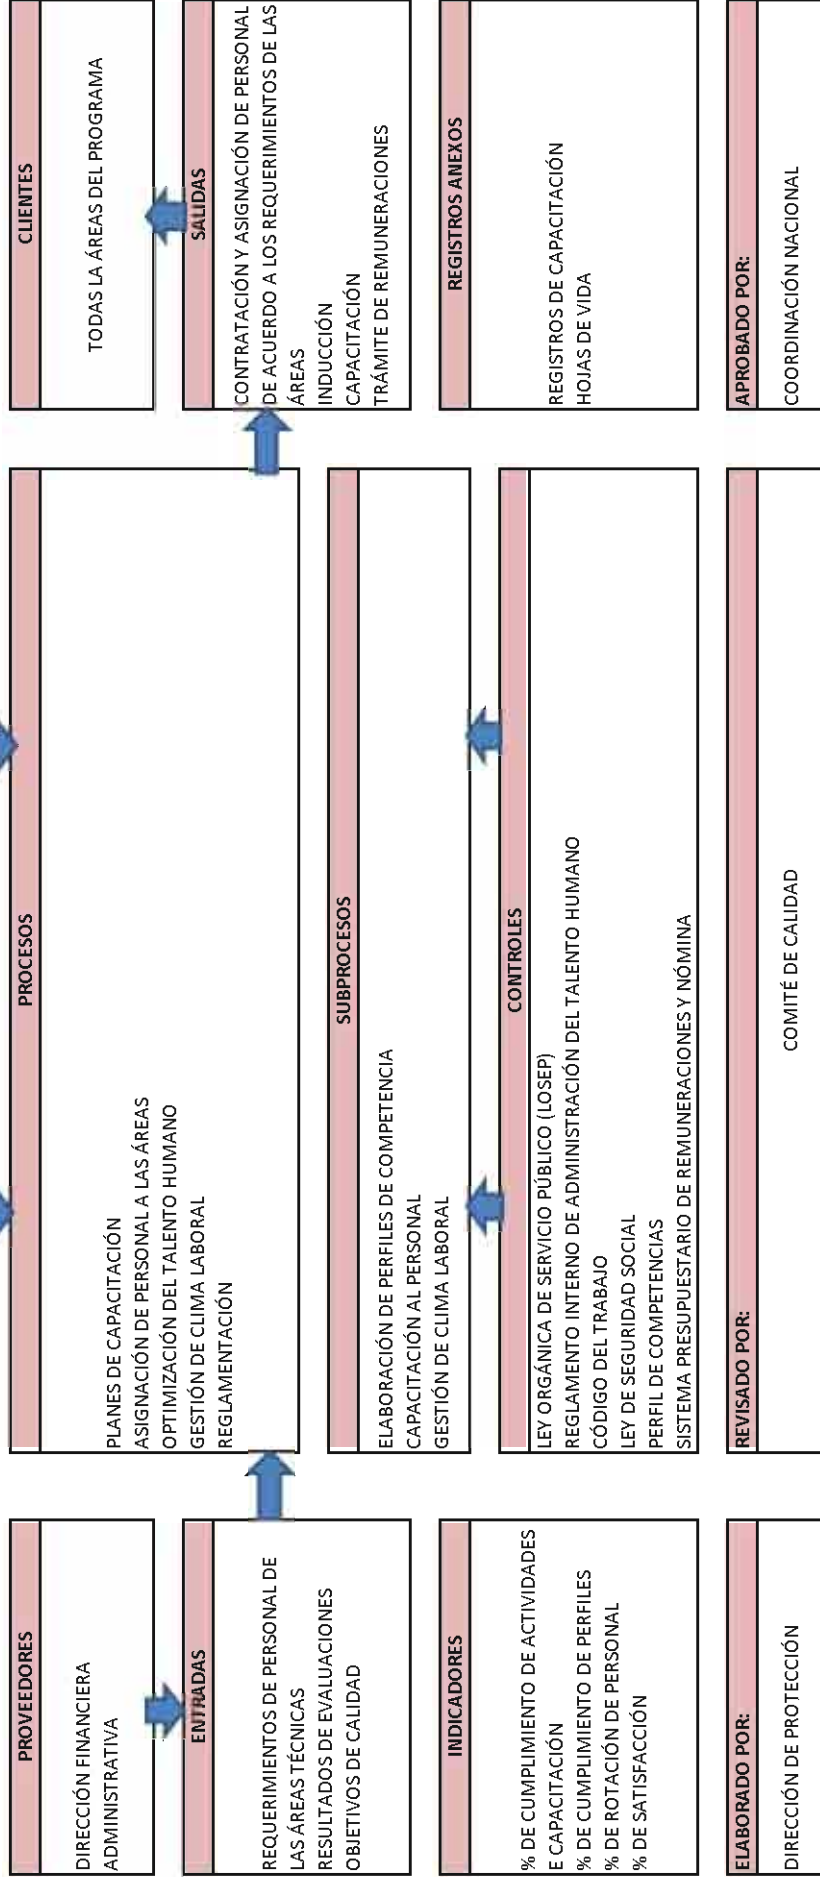 PROVEEDORES
DIRECCIÓN FINANCIERA
ADMINISTRATIVA
ENTRADAS
REQUERIMIENTOS DE PERSONAL DE
LAS ÁREAS TÉCNICAS
RESULTADOS DE EVALUACIONES
OBJETIVOS DE CALIDAD
INDICADORES
% DE CUMPLIMIENTO DE ACTIVIDADES
E CAPACITACIÓN
% DE CUMPLIMIENTO DE PERFILES
% DE ROTACIÓN DE PERSONAL
% DE SATISFACCIÓN
ELABORADO POR:
DIRECCIÓN DE PROTECCIÓN
PROCESOS
PLANES DE CAPACITACIÓN
ASIGNACIÓN DE PERSONAL A LAS ÁREAS
OPTIMIZACIÓN DEL TALENTO HUMANO
GESTIÓN DE CLIMA LABORAL
REGLAMENTACIÓN
SUBPROCESOS
ELABORACIÓN DE PERFILES DE COMPETENCIA
CAPACITACIÓN AL PERSONAL
GESTIÓN DE CLIMA LABORAL
CONTROLES
LEY ORGÁNICA DE SERVICIO PÚBLICO (LOSEP)
REGLAMENTO INTERNO DE ADMINISTRACIÓN DEL TALENTO HUMANO
CÓDIGO DEL TRABAJO
LEY DE SEGURIDAD SOCIAL
PERFIL DE COMPETENCIAS
SISTEMA PRESUPUESTARIO DE REMUNERACIONES Y NÓMINA
REVISADO POR:
COMITÉ DE CALIDAD
CLIENTES
TODAS LA ÁREAS DEL PROGRAMA
SALIDAS
CONTRATACIÓN Y ASIGNACIÓN DE PERSONAL
DE ACUERDO A LOS REQUERIMIENTOS DE LAS
ÁREAS
INDUCCIÓN
CAPACITACIÓN
TRÁMITE DE REMUNERACIONES
REGISTROS ANEXOS
REGISTROS DE CAPACITACIÓN
HOJAS DE VIDA
APROBADO POR:
COORDINACIÓN NACIONAL